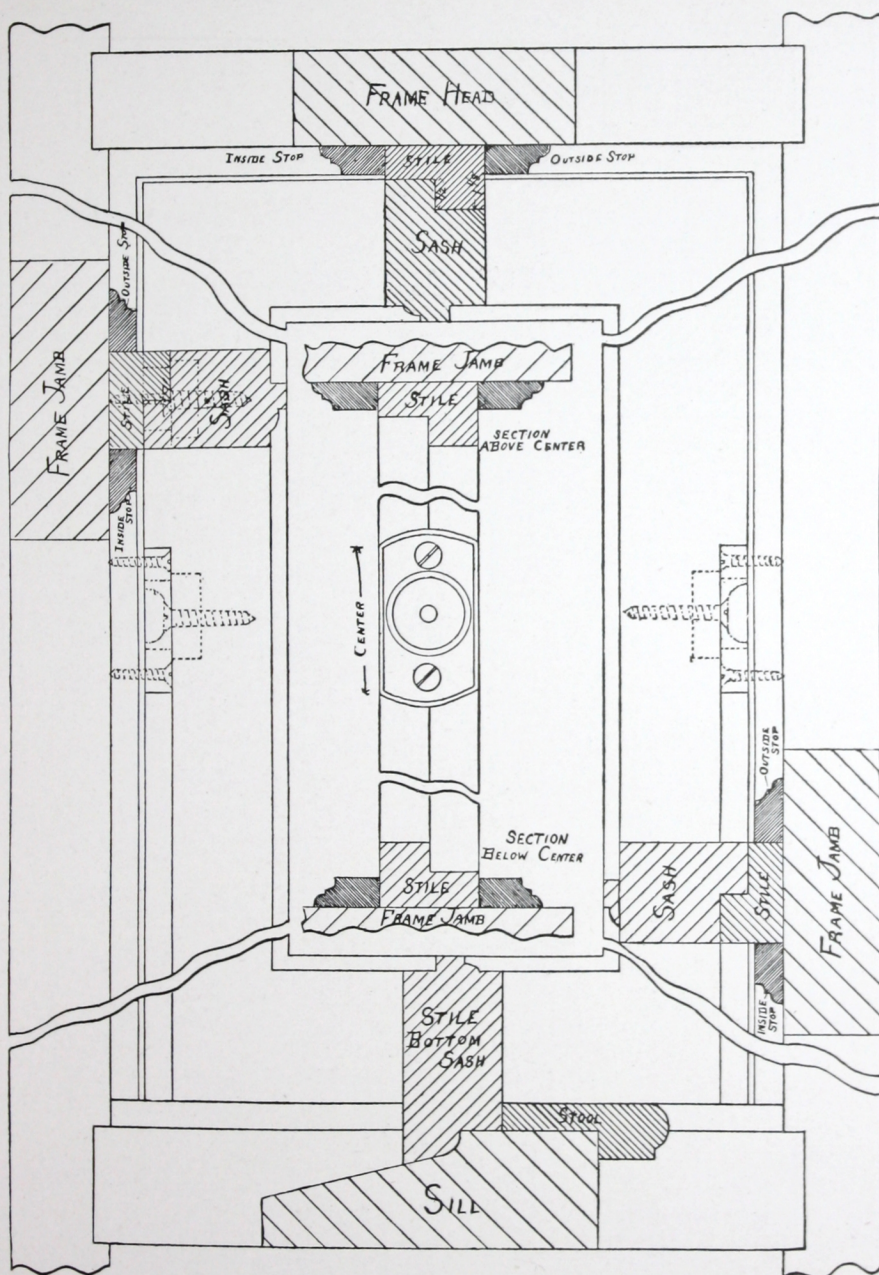 FRAME HEAD
INSIDE STOP
STILE
OUTSIDE STOP
1/2
SASH
OUTSIDE STOP
FRAME JAMB
STILE
SASH
INSIDE
STOP
FRAME JAMB
STILE
SECTION
ABOVE CENTER
CENTER
OUTSIDE
STOP
SECTION
BELOW CENTER
STILE
FRAME JAMB
SASH
STILE
FRAME JAMB
INSIDE
STOP
STILE
BOTTOM
SASH
STOOL
SILL